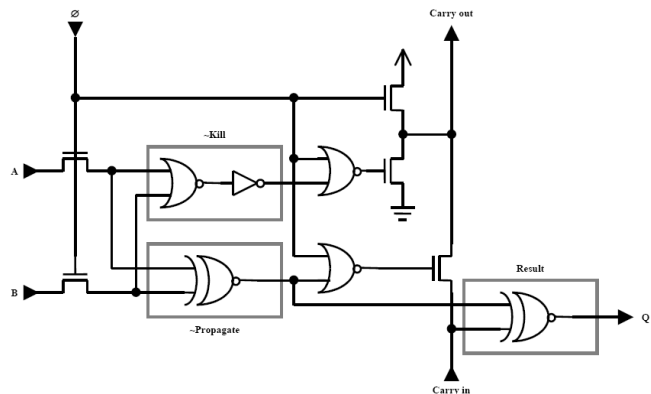 Ø
Carry out
~Kill
A
B
~Propagate
Result
Q
Carry in